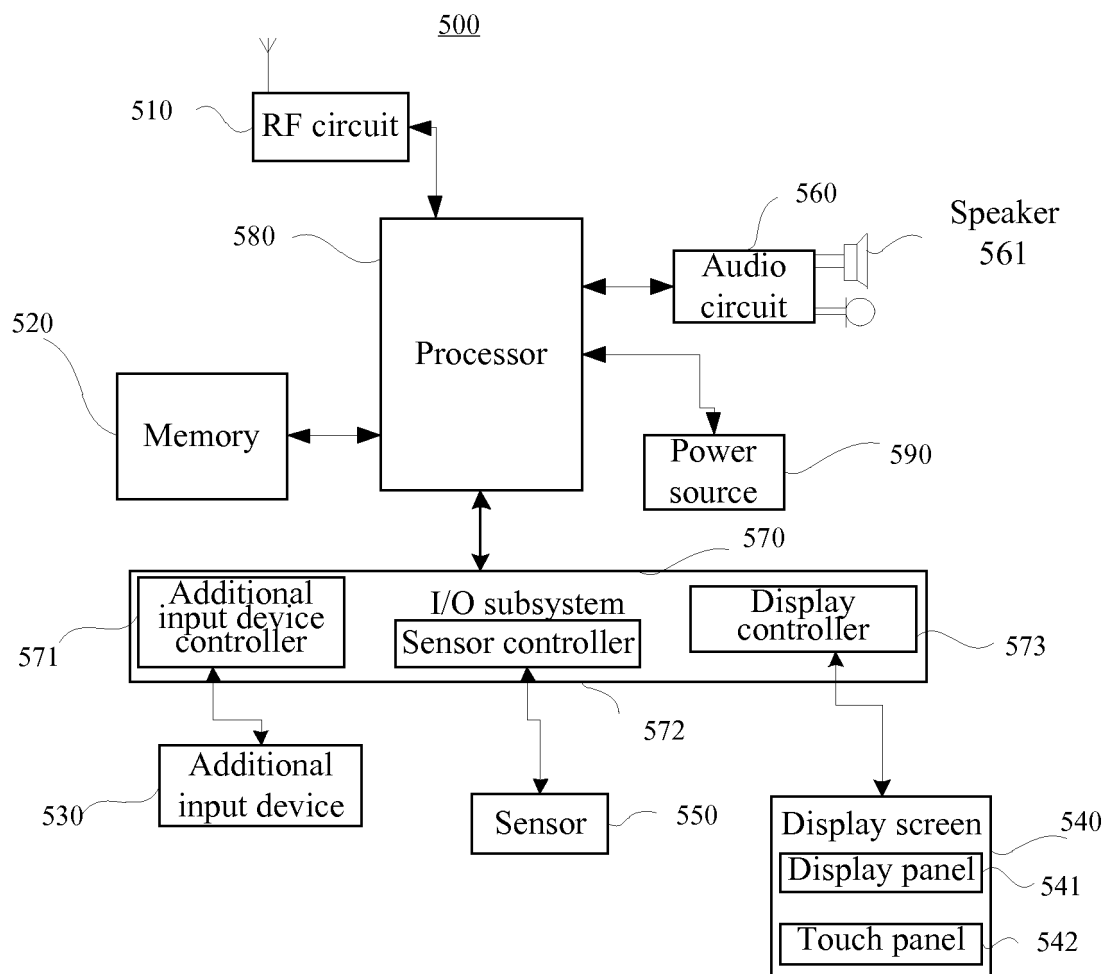 500
510
RF circuit
580
560
Speaker
561
Audio
circuit
520
Processor
Memory
Power
source
590
570
Additional
input device
controller
I/O subsystem
Sensor controller
Display
controller
571
573
572
Additional
input device
530
Sensor
550
Display screen
540
Display panel
541
Touch panel
542